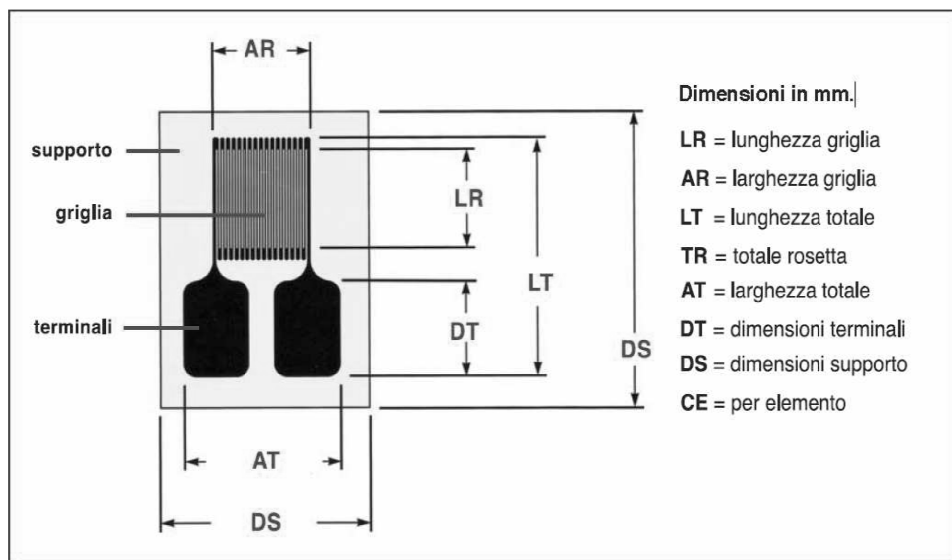 AR
supporto
griglia
terminali
LR
LT
DT
DS
AT
DS
Dimensioni in mm.
LR = lunghezza griglia
AR = larghezza griglia
LT = lunghezza totale
TR = totale rosetta
AT = larghezza totale
DT = dimensioni terminali
DS = dimensioni supporto
CE = per elemento